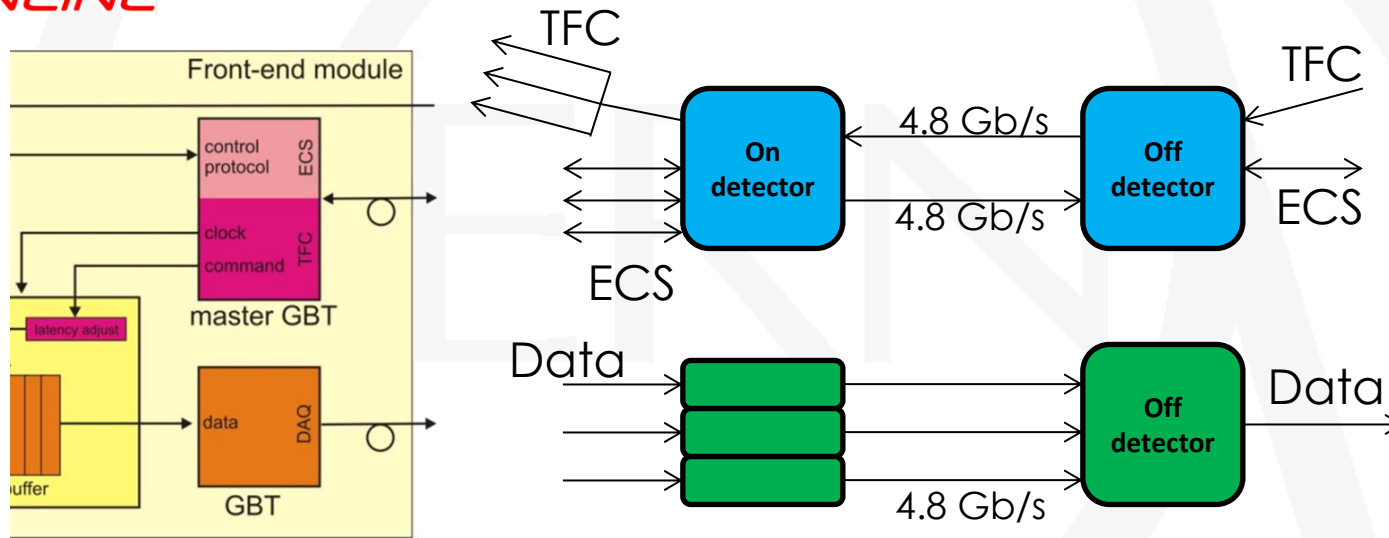 Front-end module
control
protocol
ECS
clock
command
TFC
master GBT
latency adjust
data
DAQ
GBT
TFC
TFC
4.8 Gb/s
On
detector
Off
detector
4.8 Gb/s
ECS
ECS
Data
Off
detector
Data
4.8 Gb/s